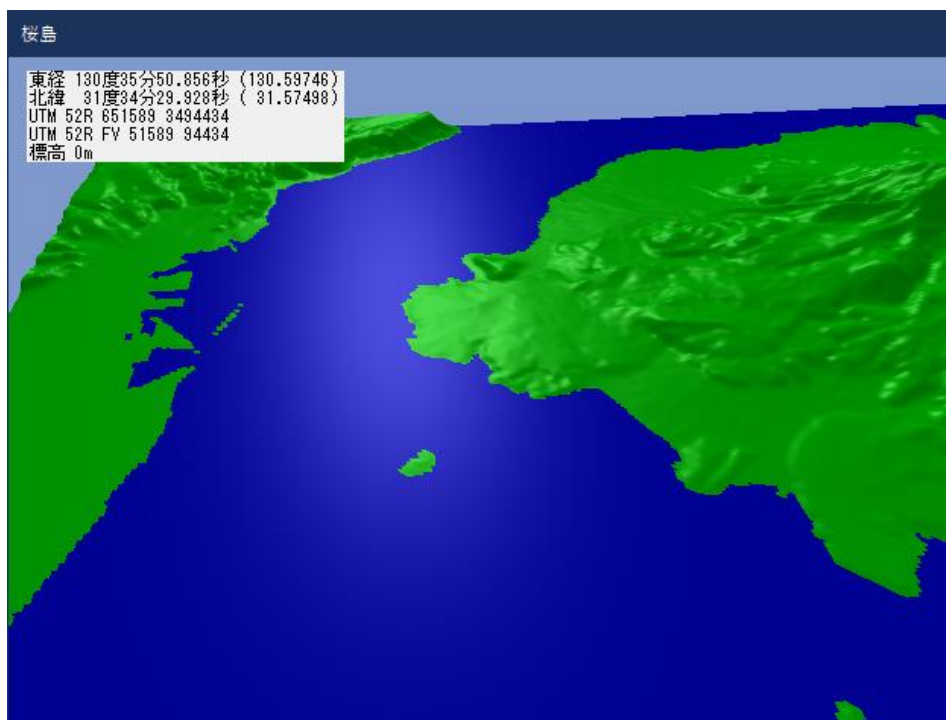 桜島
東経 130度35分50.856秒 (130.59746)
北緯  31度34分29.928秒 ( 31.57498)
UTM 52R 651589 3494434
UTM 52R FV 51589 94434
標高 0m